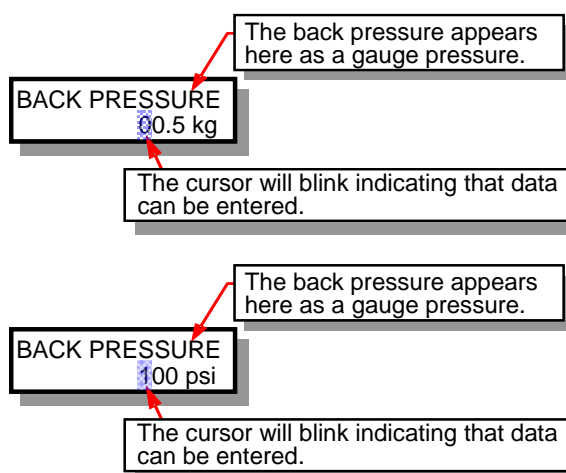 The back pressure appears
here as a gauge pressure.
BACK PRESSURE
00.5 kg
The cursor will blink indicating that data
can be entered.
The back pressure appears
here as a gauge pressure.
BACK PRESSURE
100 psi
The cursor will blink indicating that data
can be entered.